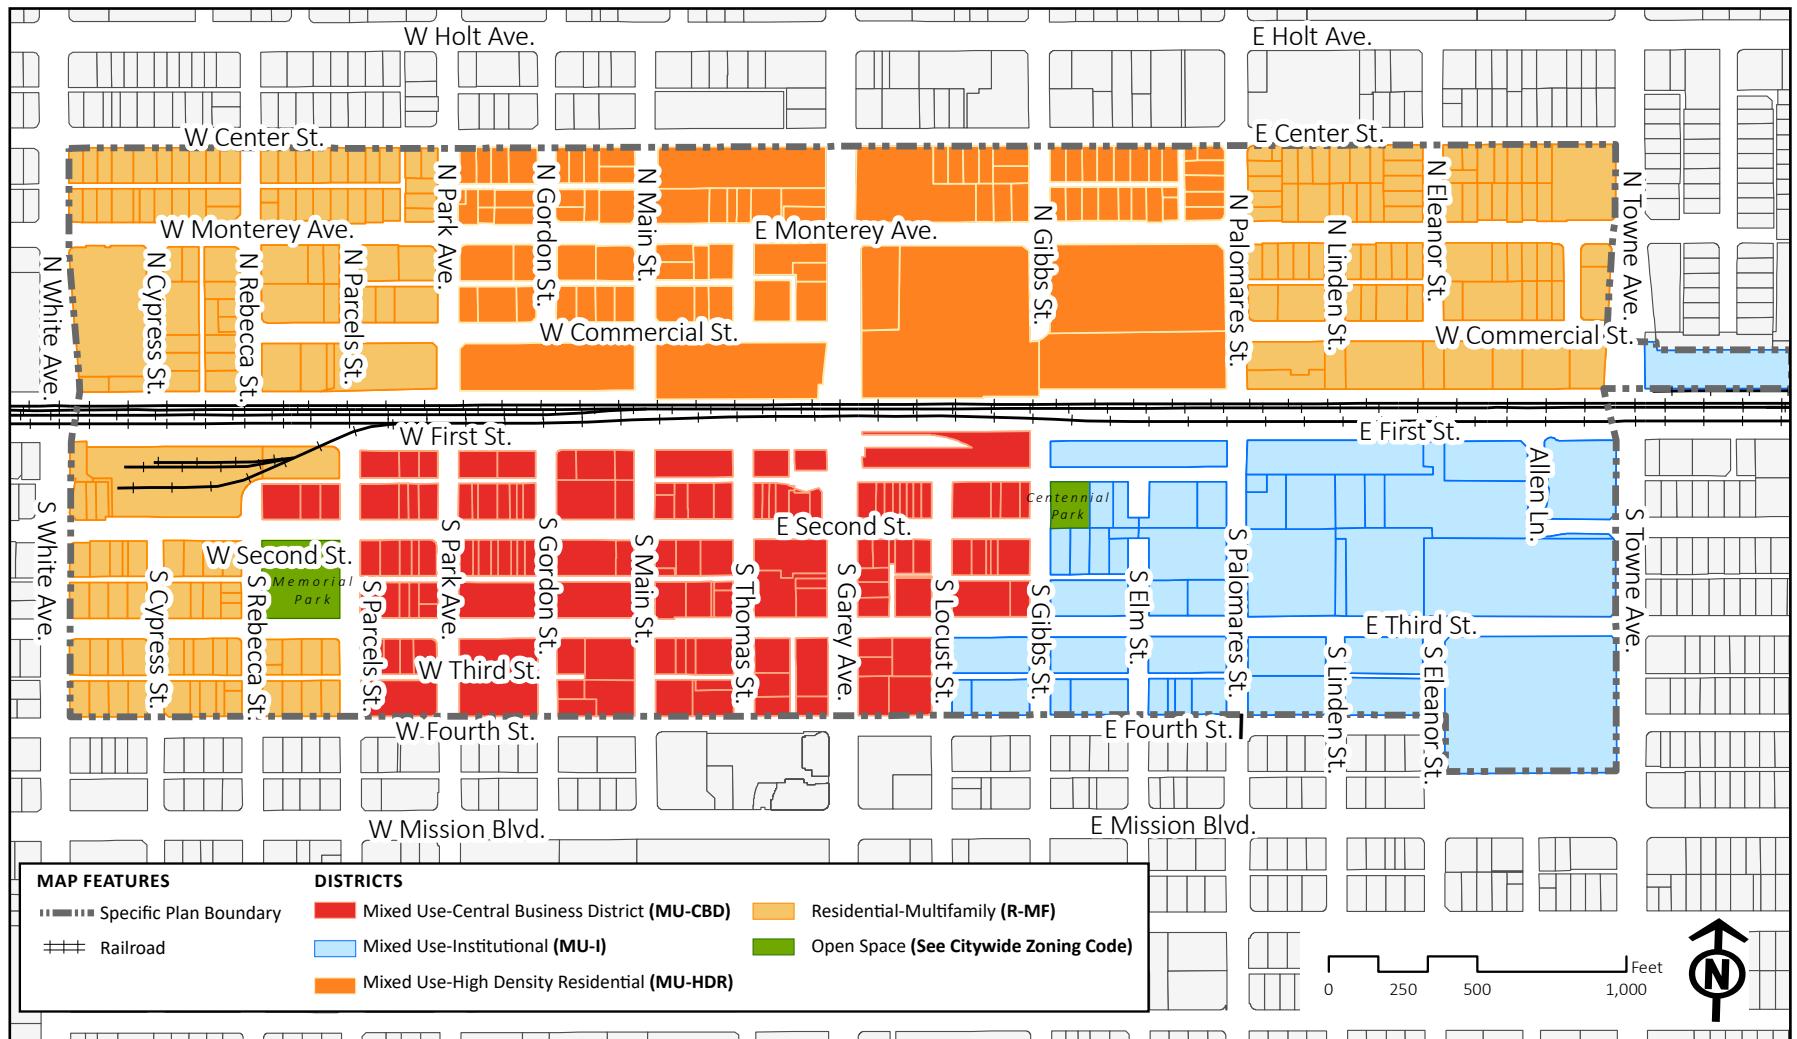 W Holt Ave.
E Holt Ave.
W Center St.
E Center St.
N Park Ave.
N Gordon St.
N Main St.
N Eleanor St.
N Towne Ave.
N Palomares St.
N Gibbs St.
N Linden St.
W Monterey Ave.
E Monterey Ave.
N White Ave.
N Cypress St.
N Rebecca St.
N Parcels St.
W Commercial St.
W Commercial St.
W First St.
E First St.
Allen Ln.
Centennial
Park
S White Ave.
S Towne Ave.
E Second St.
W Second St.
Memorial
Park
S Cypress St.
S Rebecca St.
S Parcels St.
S Park Ave.
S Gordon St.
S Main St.
S Thomas St.
S Garey Ave.
S Locust St.
S Gibbs St.
S Elm St.
S Palomares St.
E Third St.
S Linden St.
S Eleanor St.
W Third St.
W Fourth St.
E Fourth St.
W Mission Blvd.
E Mission Blvd.
MAP FEATURES
Specific Plan Boundary
Railroad
DISTRICTS
Mixed Use-Central Business District (MU-CBD)
Mixed Use-Institutional (MU-I)
Mixed Use-High Density Residential (MU-HDR)
Residential-Multifamily (R-MF)
Open Space (See Citywide Zoning Code)
Feet
0 250 500 1,000
N